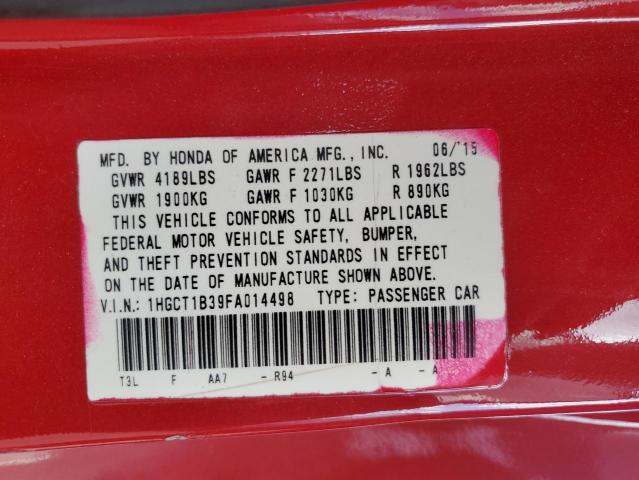 MFD. BY HONDA OF AMERICA MFG., INC. 06/'15
GVWR 4189LBS GAWR F 2271LBS R 1962LBS
GVWR 1900KG GAWR F 1030KG R 890KG
THIS VEHICLE CONFORMS TO ALL APPLICABLE
FEDERAL MOTOR VEHICLE SAFETY, BUMPER,
AND THEFT PREVENTION STANDARDS IN EFFECT
ON THE DATE OF MANUFACTURE SHOWN ABOVE.
V.I.N.: 1HGCT1B39FA014498 TYPE: PASSENGER CAR
T3L F AA7 - R94 - A - A